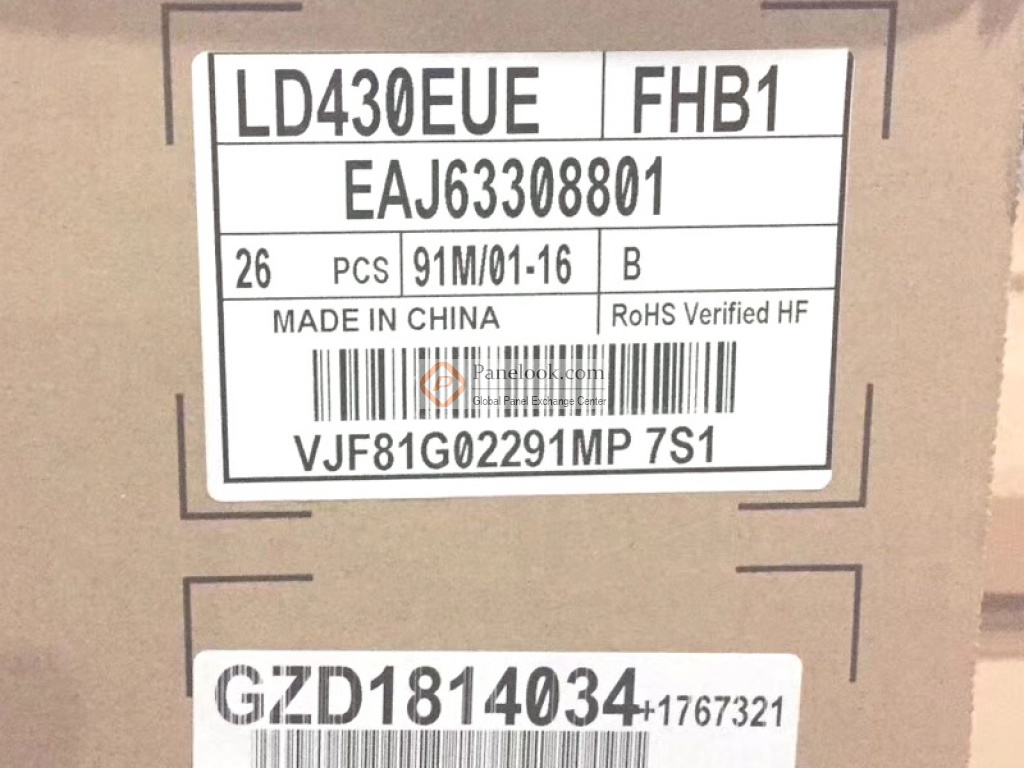 LD430EUE FHB1
EAJ63308801
26 PCS 91M/01-16 B
MADE IN CHINA RoHS Verified HF
Panelook.com
Global Panel Exchange Center
VJF81G02291MP 7S1
GZD1814034+1767321